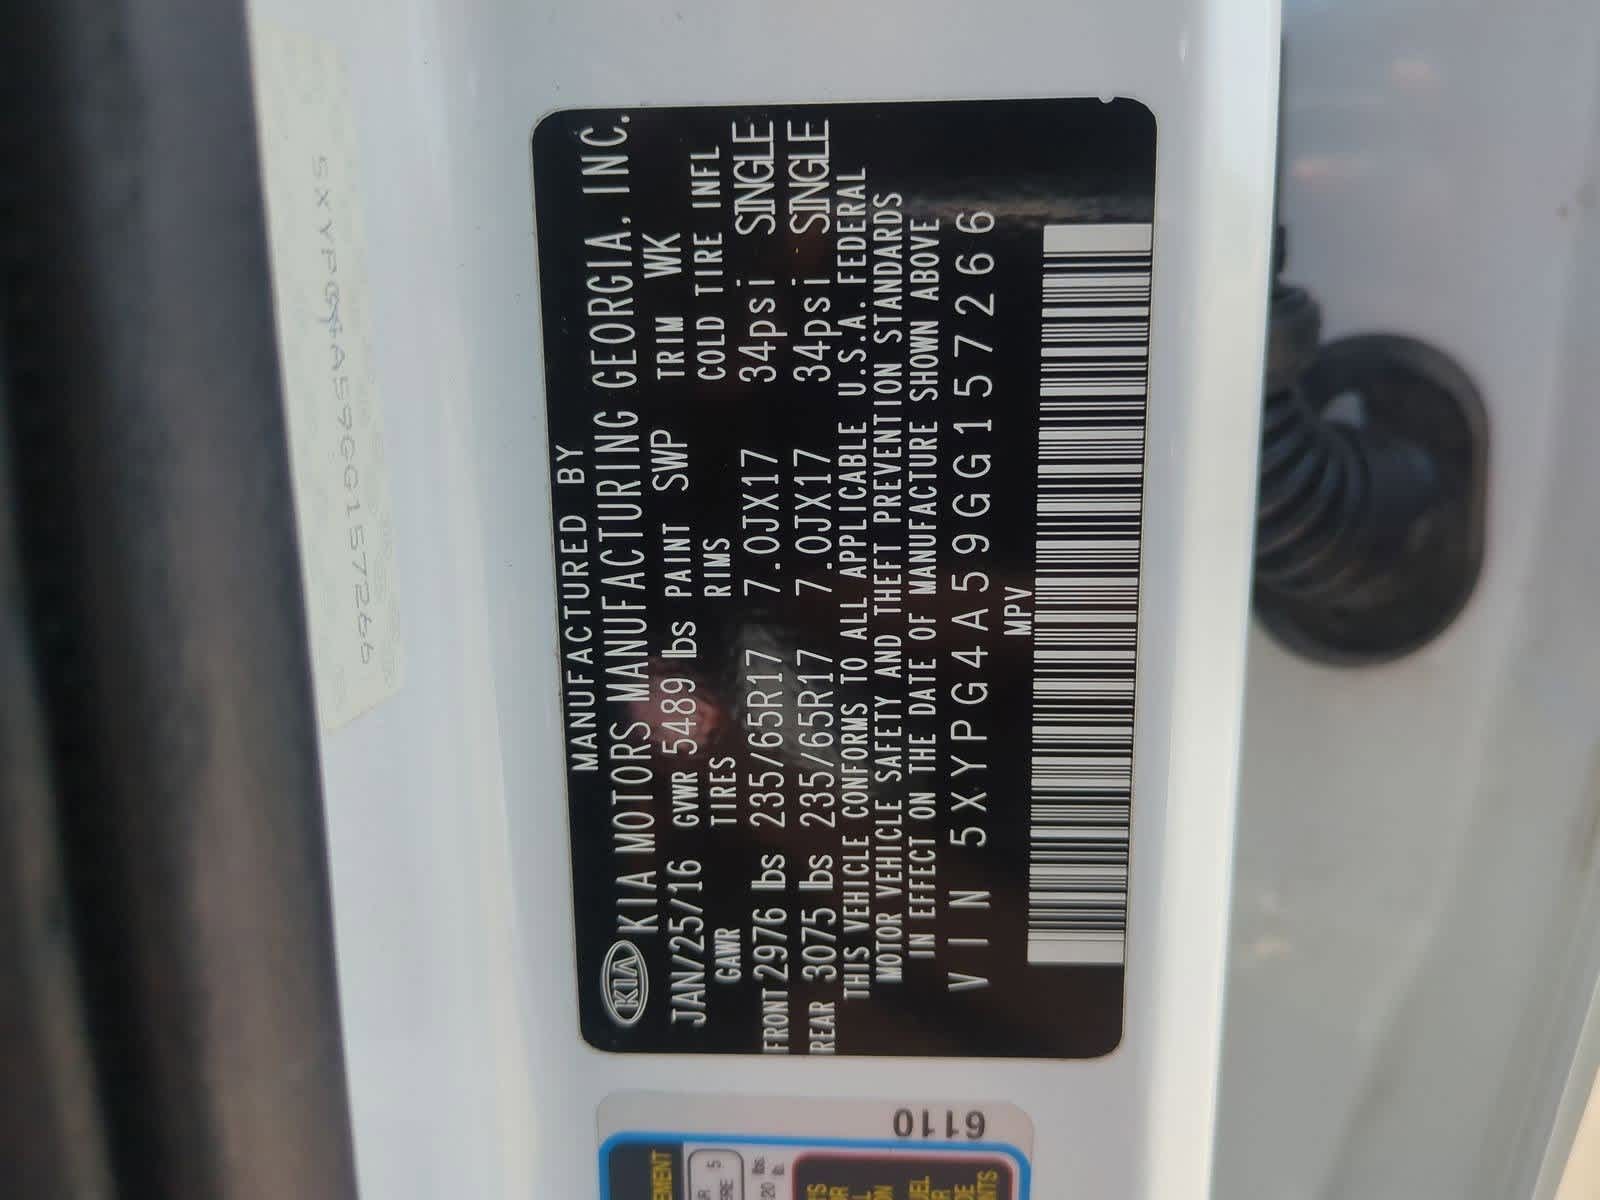 MANUFACTURED BY
KIA KIA MOTORS MANUFACTURING GEORGIA, INC.
JAN/25/16 GVWR 5489 lbs PAINT SWP TRIM WK
GAWR TIRES RIMS COLD TIRE INFL
FRONT 2976 lbs 235/65R17 7.0JX17 34psi SINGLE
REAR 3075 lbs 235/65R17 7.0JX17 34psi SINGLE
THIS VEHICLE CONFORMS TO ALL APPLICABLE U.S.A. FEDERAL
MOTOR VEHICLE SAFETY AND THEFT PREVENTION STANDARDS
IN EFFECT ON THE DATE OF MANUFACTURE SHOWN ABOVE
VIN 5XYPG4A59GG157266
MPV
5XYPG4A59GG157266
6110